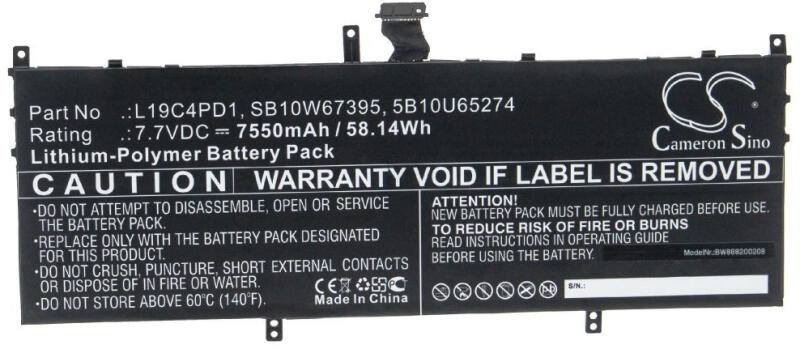 Part No .: L19C4PD1, SB10W67395, 5B10U65274
Rating .: 7.7VDC ⎓ 7550mAh / 58.14Wh
Lithium-Polymer Battery Pack
CS
Cameron Sino
CAUTION
WARRANTY VOID IF LABEL IS REMOVED
•DO NOT ATTEMPT TO DISASSEMBLE, OPEN OR SERVICE
THE BATTERY PACK.
•REPLACE ONLY WITH THE BATTERY PACK DESIGNATED
FOR THIS PRODUCT.
•DO NOT CRUSH, PUNCTURE, SHORT EXTERNAL CONTACTS
OR DISPOSE OF IN FIRE OR WATER.
•DO NOT STORE ABOVE 60°C (140°F).
CE
Made In China
ATTENTION!
NEW BATTERY PACK MUST BE FULLY CHARGED BEFORE USE.
TO REDUCE RISK OF FIRE OR BURNS
READ INSTRUCTIONS IN OPERATING GUIDE
BEFORE USING THE BATTERY.
ModelNr.:BW888200208
S/N.: